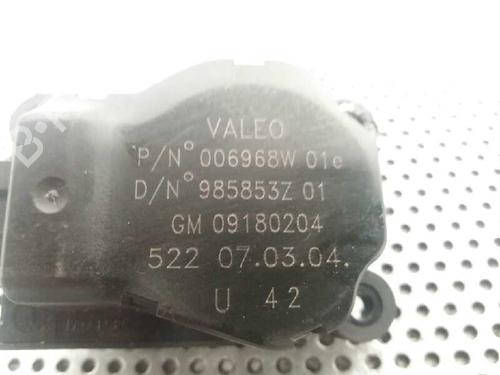 VALEO
P/N° 006968W 01e
D/N° 985853Z 01
GM 09180204
522 07.03.04.
U 42